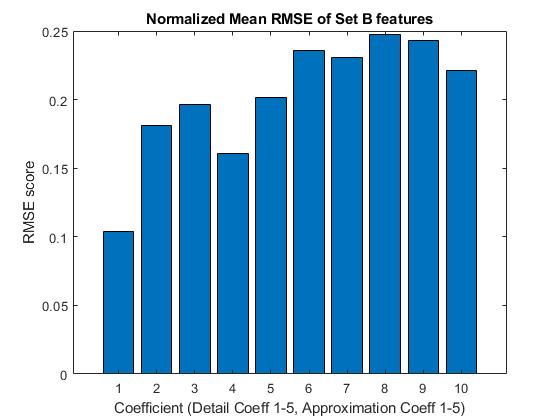 Normalized Mean RMSE of Set B features
0.25
0.2
0.15
0.1
0.05
0
RMSE score
1 2 3 4 5 6 7 8 9 10
Coefficient (Detail Coeff 1-5, Approximation Coeff 1-5)